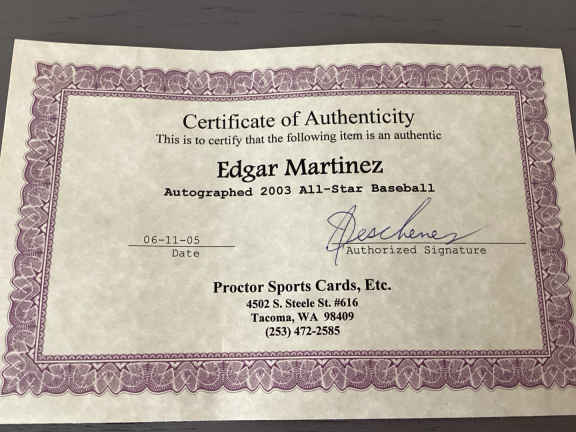 Certificate of Authenticity
This is to certify that the following item is an authentic
Edgar Martinez
Autographed 2003 All-Star Baseball
06-11-05
Date
Deschenes
Authorized Signature
Proctor Sports Cards, Etc.
4502 S. Steele St. #616
Tacoma, WA 98409
(253) 472-2585